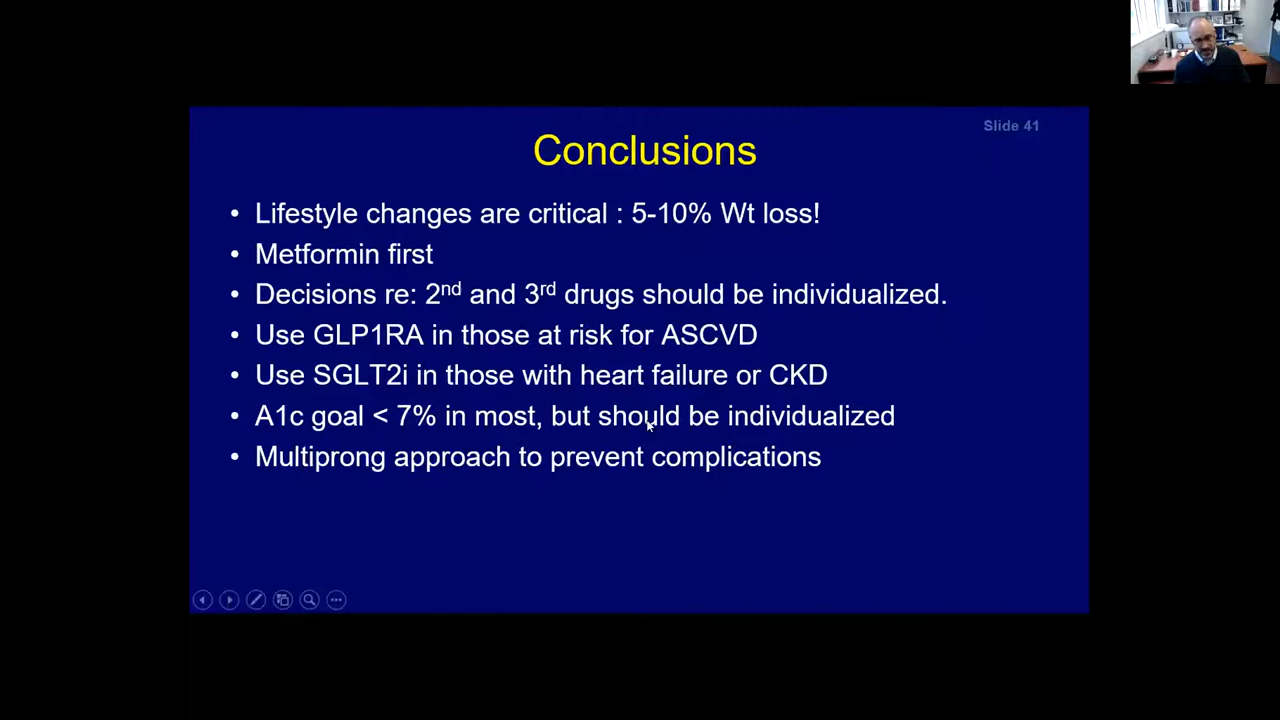 Slide 41
Conclusions
• Lifestyle changes are critical : 5-10% Wt loss!
• Metformin first
• Decisions re: 2nd and 3rd drugs should be individualized.
• Use GLP1RA in those at risk for ASCVD
• Use SGLT2i in those with heart failure or CKD
• A1c goal < 7% in most, but should be individualized
• Multiprong approach to prevent complications